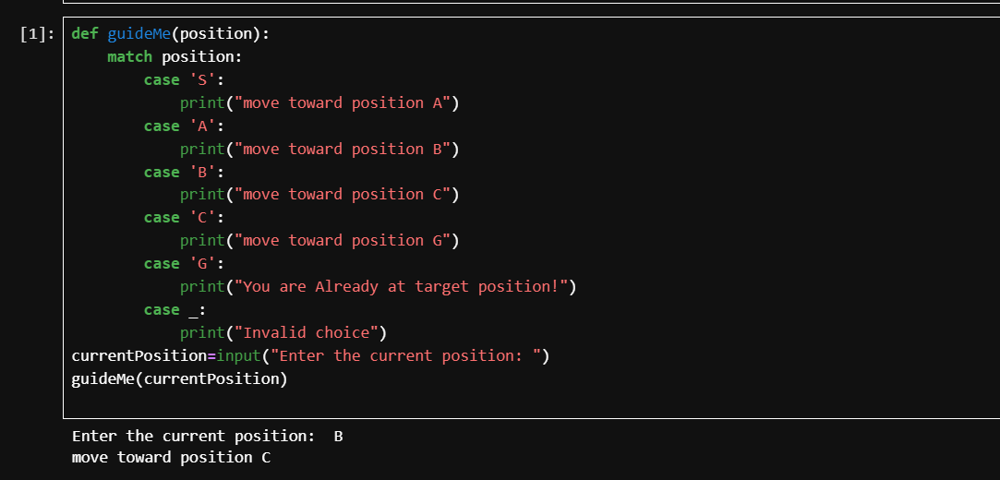 [1]: def guideMe(position):
    match position:
        case 'S':
            print("move toward position A")
        case 'A':
            print("move toward position B")
        case 'B':
            print("move toward position C")
        case 'C':
            print("move toward position G")
        case 'G':
            print("You are Already at target position!")
        case _:
            print("Invalid choice")
currentPosition=input("Enter the current position: ")
guideMe(currentPosition)
Enter the current position:  B
move toward position C